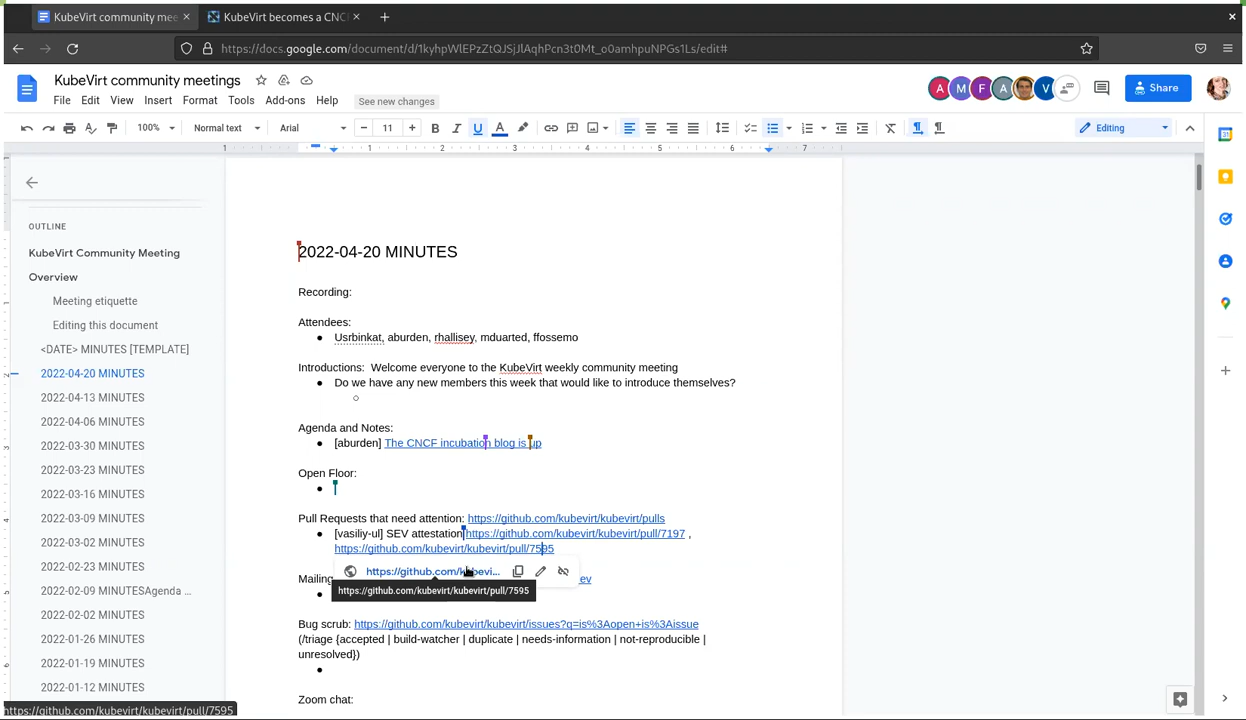 KubeVirt community mee
KubeVirt becomes a CNC
https://docs.google.com/document/d/1kyhpWlEPzZtQJSjJlAqhPcn3t0Mt_o0amhpuNPGs1Ls/edit#
KubeVirt community meetings
File Edit View Insert Format Tools Add-ons Help See new changes
A M F A V
Share
100% Normal text Arial 11 Editing
1 1 2 3 4 5 6 7
OUTLINE
KubeVirt Community Meeting
Overview
Meeting etiquette
Editing this document
<DATE> MINUTES [TEMPLATE]
2022-04-20 MINUTES
2022-04-13 MINUTES
2022-04-06 MINUTES
2022-03-30 MINUTES
2022-03-23 MINUTES
2022-03-16 MINUTES
2022-03-09 MINUTES
2022-03-02 MINUTES
2022-02-23 MINUTES
2022-02-09 MINUTESAgenda ...
2022-02-02 MINUTES
2022-01-26 MINUTES
2022-01-19 MINUTES
2022-01-12 MINUTES
2022-04-20 MINUTES
Recording:
Attendees:
● Usrbinkat, aburden, rhallisey, mduarted, ffossemo
Introductions: Welcome everyone to the KubeVirt weekly community meeting
● Do we have any new members this week that would like to introduce themselves?
○
Agenda and Notes:
● [aburden] The CNCF incubation blog is up
Open Floor:
●
Pull Requests that need attention: https://github.com/kubevirt/kubevirt/pulls
● [vasiliy-ul] SEV attestation https://github.com/kubevirt/kubevirt/pull/7197 ,
https://github.com/kubevirt/kubevirt/pull/7595
https://github.com/kubevi...
Mailing
ev
https://github.com/kubevirt/kubevirt/pull/7595
Bug scrub: https://github.com/kubevirt/kubevirt/issues?q=is%3Aopen+is%3Aissue
(/triage {accepted | build-watcher | duplicate | needs-information | not-reproducible |
unresolved})
●
Zoom chat:
https://github.com/kubevirt/kubevirt/pull/7595